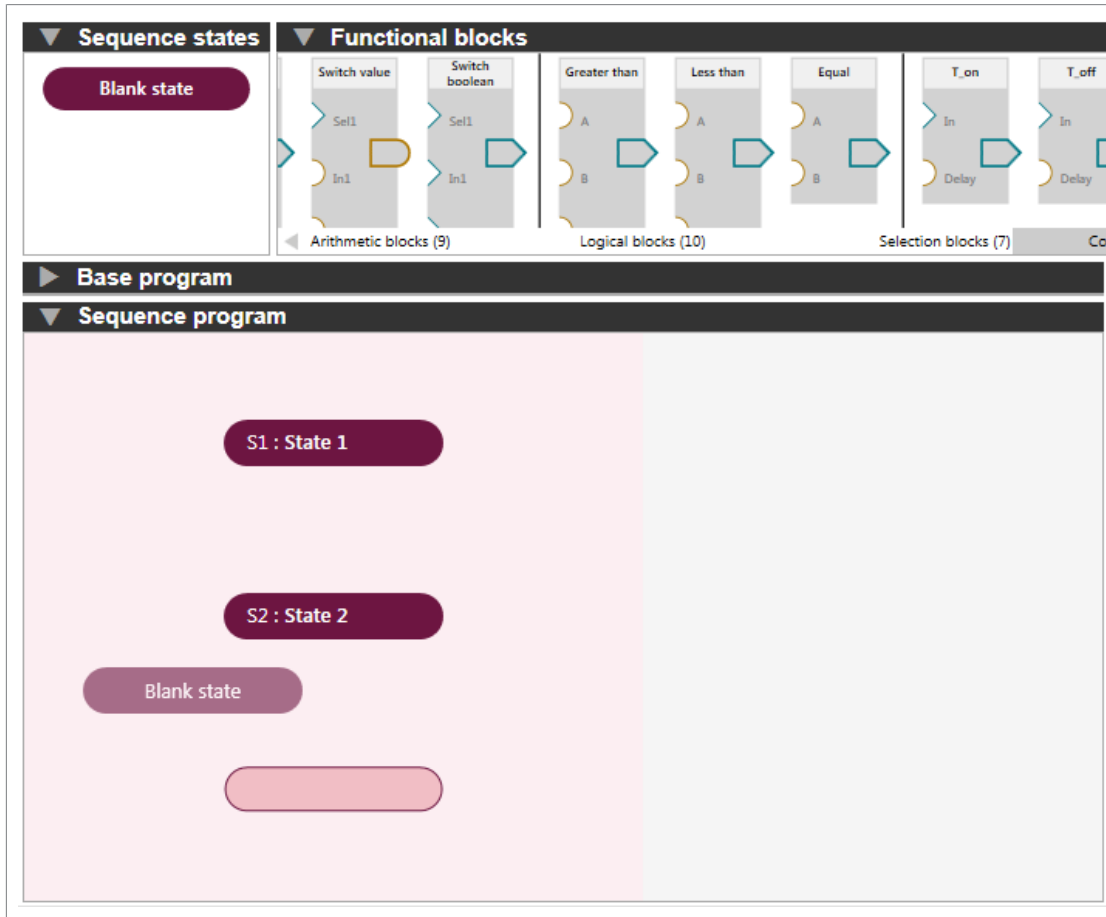 Sequence states
Functional blocks
Blank state
Switch value
Sel1
In1
Switch
boolean
Sel1
In1
Greater than
A
B
Less than
A
B
Equal
A
B
T_on
In
Delay
T_off
In
Delay
Arithmetic blocks (9)
Logical blocks (10)
Selection blocks (7)
Co
Base program
Sequence program
S1 : State 1
S2 : State 2
Blank state